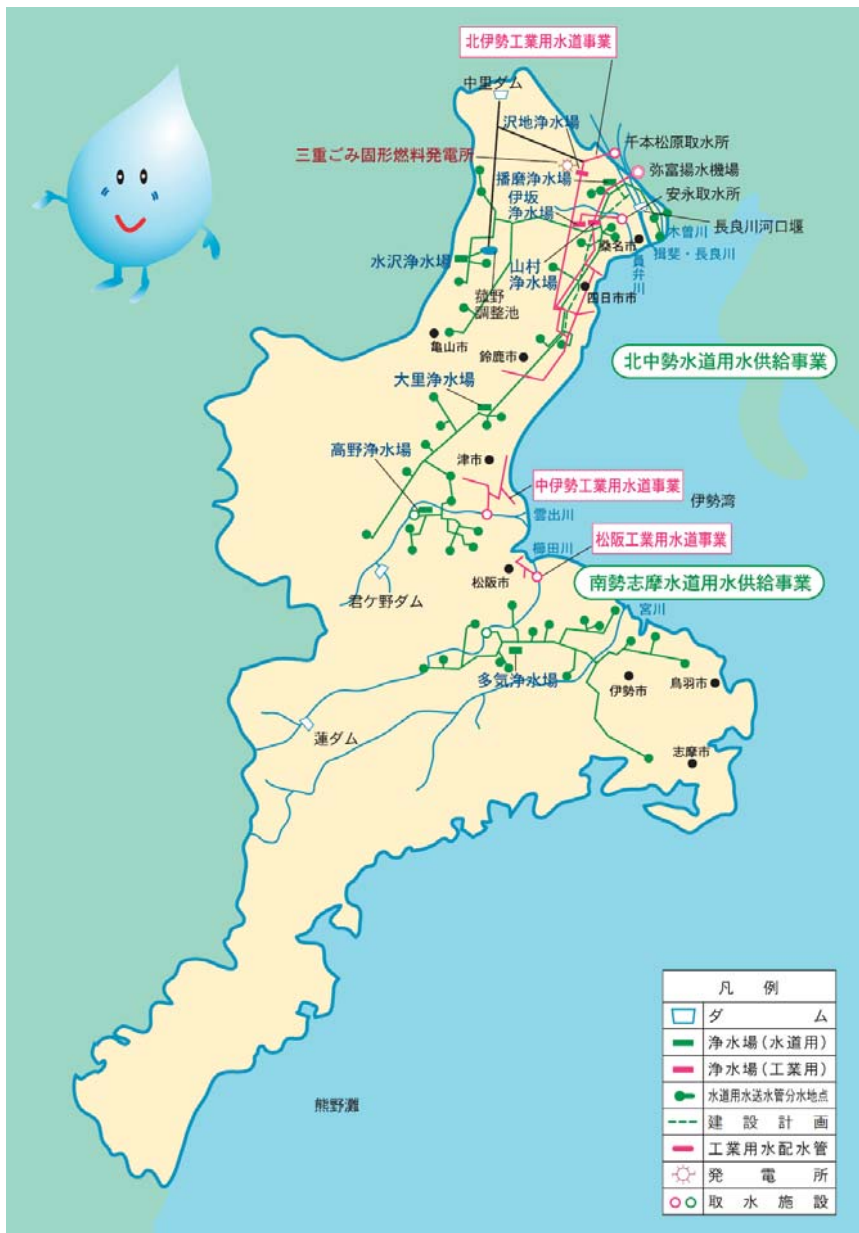 北伊勢工業用水道事業
中里ダム
沢地浄水場
千本松原取水所
三重ごみ固形燃料発電所
弥富揚水機場
播磨浄水場
安永取水所
伊坂
浄水場
長良川河口堰
木曽川
桑名市
揖斐・長良川
員弁川
水沢浄水場
山村
浄水場
菰野
調整池
四日市市
亀山市
鈴鹿市
北中勢水道用水供給事業
大里浄水場
高野浄水場
津市
中伊勢工業用水道事業
伊勢湾
雲出川
櫛田川
松阪工業用水道事業
松阪市
南勢志摩水道用水供給事業
君ケ野ダム
宮川
多気浄水場
伊勢市
鳥羽市
蓮ダム
志摩市
熊野灘
凡 例
ダ ム
浄水場(水道用)
浄水場(工業用)
水道用水送水管分水地点
建 設 計 画
工業用水配水管
発 電 所
取 水 施 設